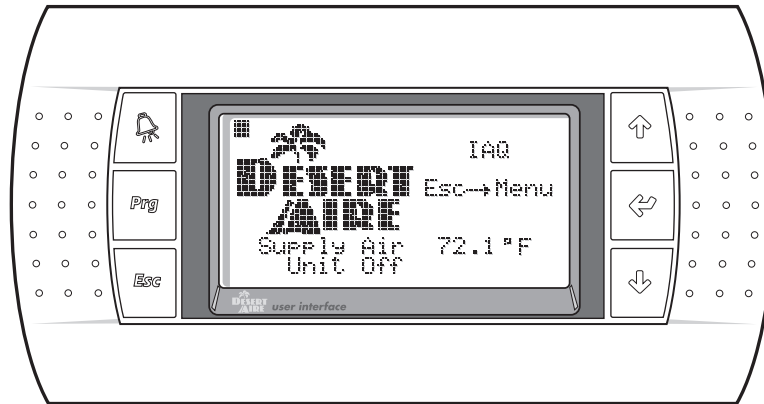 IAQ
DESERT
AIRE
Esc→Menu
Supply Air 72.1°F
Unit Off
Prg
Esc
DESERT
AIRE user interface